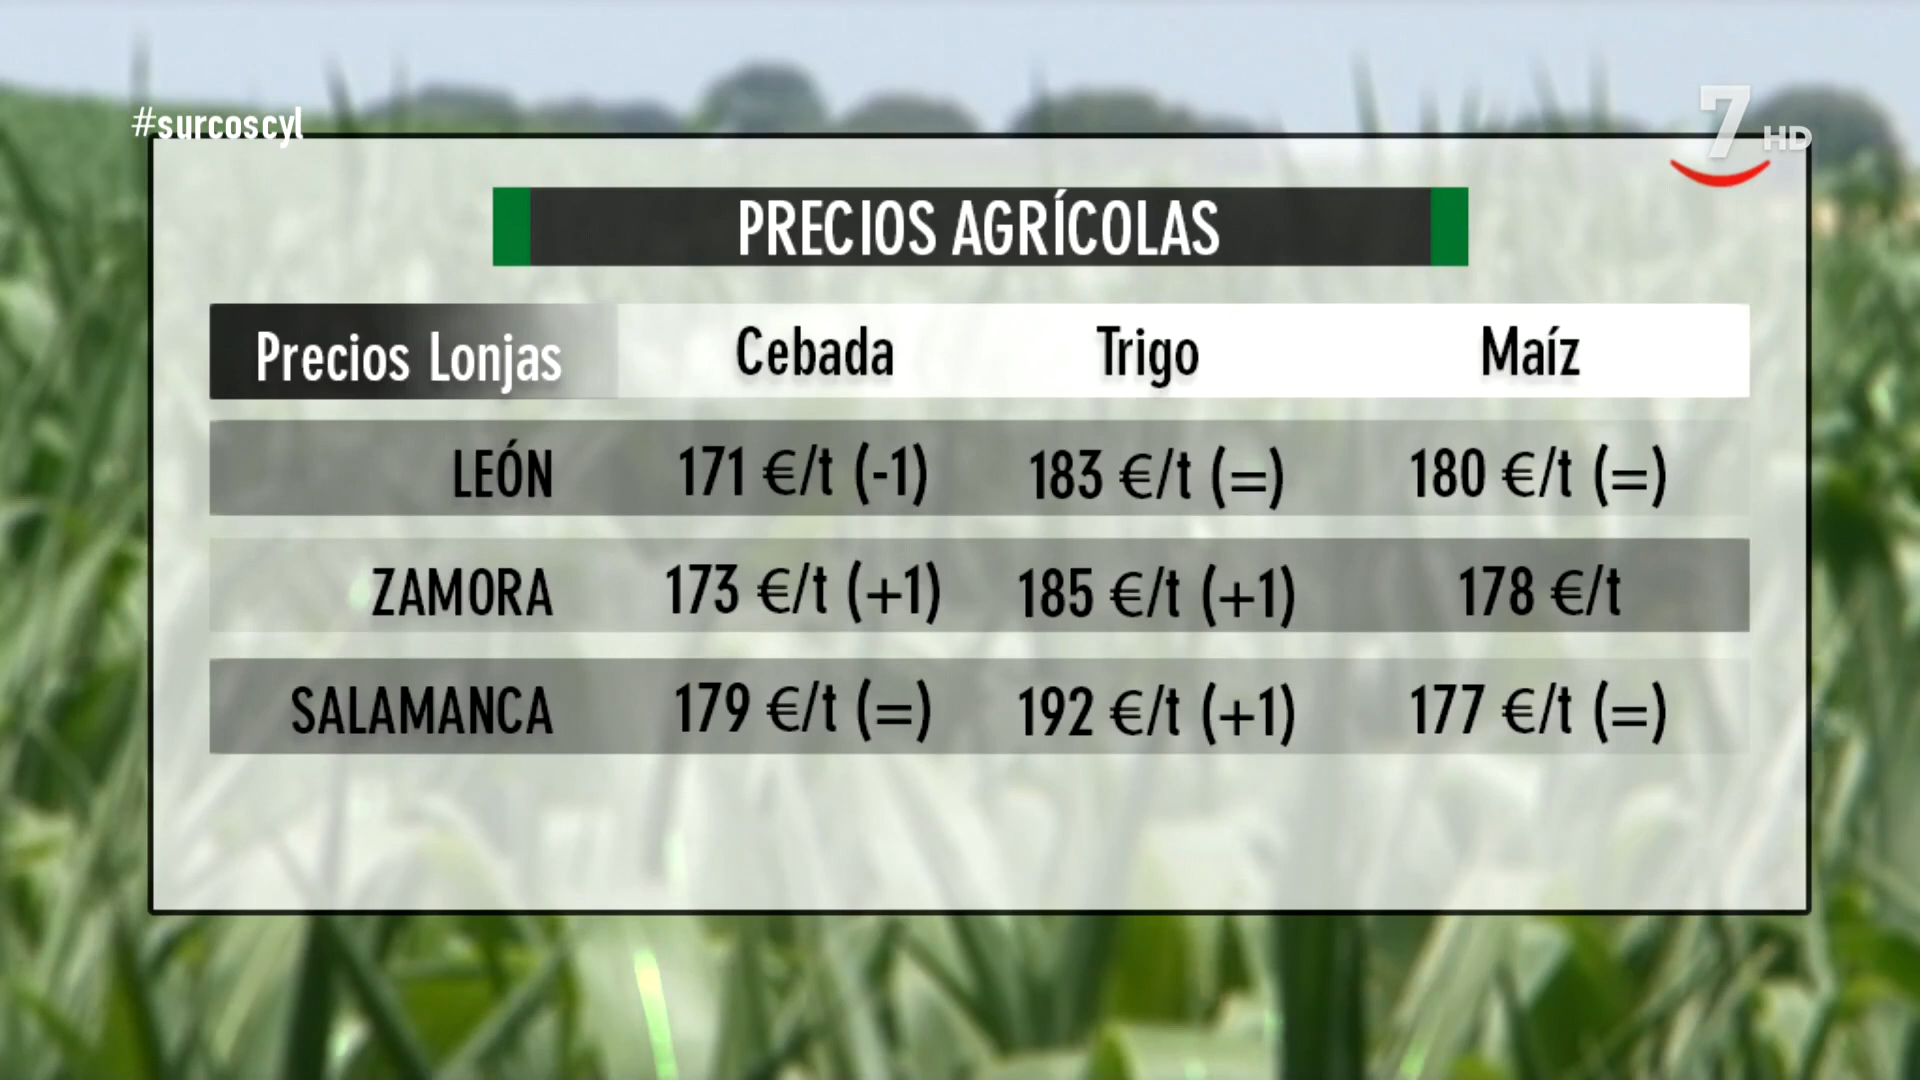 #surcoscyl
7 HD
PRECIOS AGRÍCOLAS
Precios Lonjas Cebada Trigo Maíz
LEÓN 171 €/t (-1) 183 €/t (=) 180 €/t (=)
ZAMORA 173 €/t (+1) 185 €/t (+1) 178 €/t
SALAMANCA 179 €/t (=) 192 €/t (+1) 177 €/t (=)